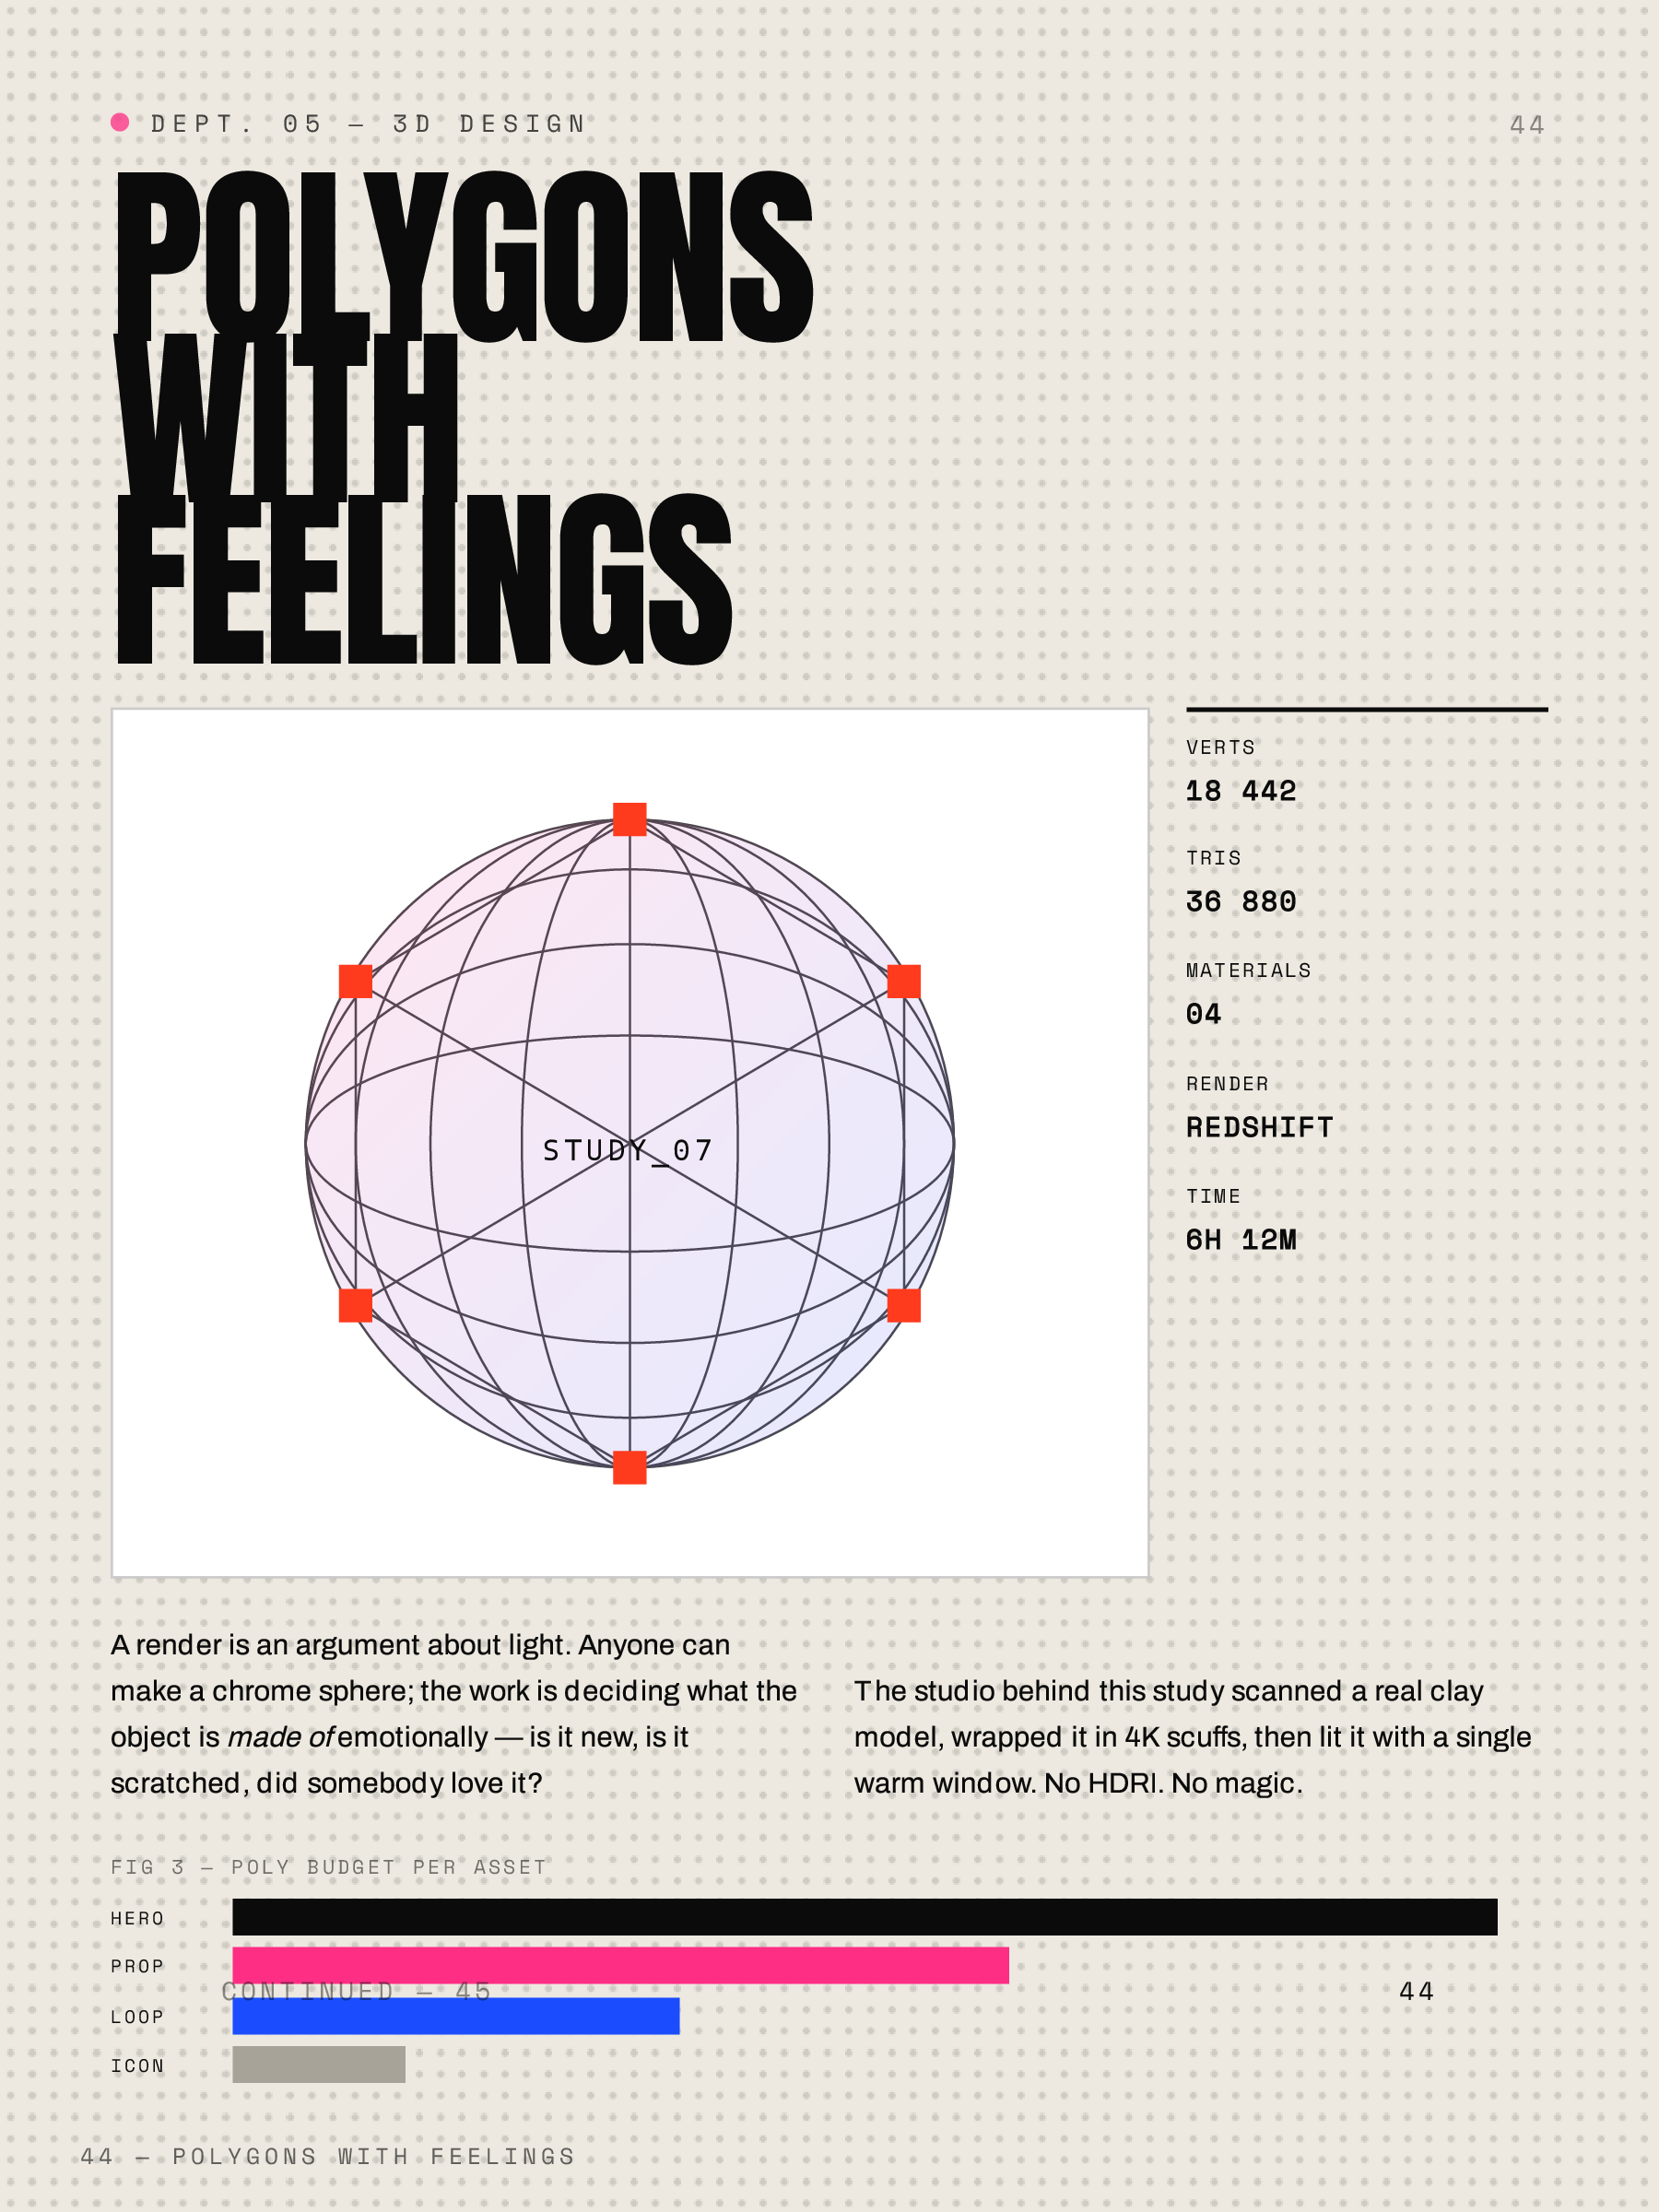 DEPT. 05 — 3D DESIGN
44
POLYGONS
WITH
FEELINGS
STUDY_07
VERTS
18 442
TRIS
36 880
MATERIALS
04
RENDER
REDSHIFT
TIME
6H 12M
A render is an argument about light. Anyone can
make a chrome sphere; the work is deciding what the
object is made of emotionally — is it new, is it
scratched, did somebody love it?
The studio behind this study scanned a real clay
model, wrapped it in 4K scuffs, then lit it with a single
warm window. No HDRI. No magic.
FIG 3 — POLY BUDGET PER ASSET
HERO
PROP
CONTINUED — 45
44
LOOP
ICON
44 — POLYGONS WITH FEELINGS